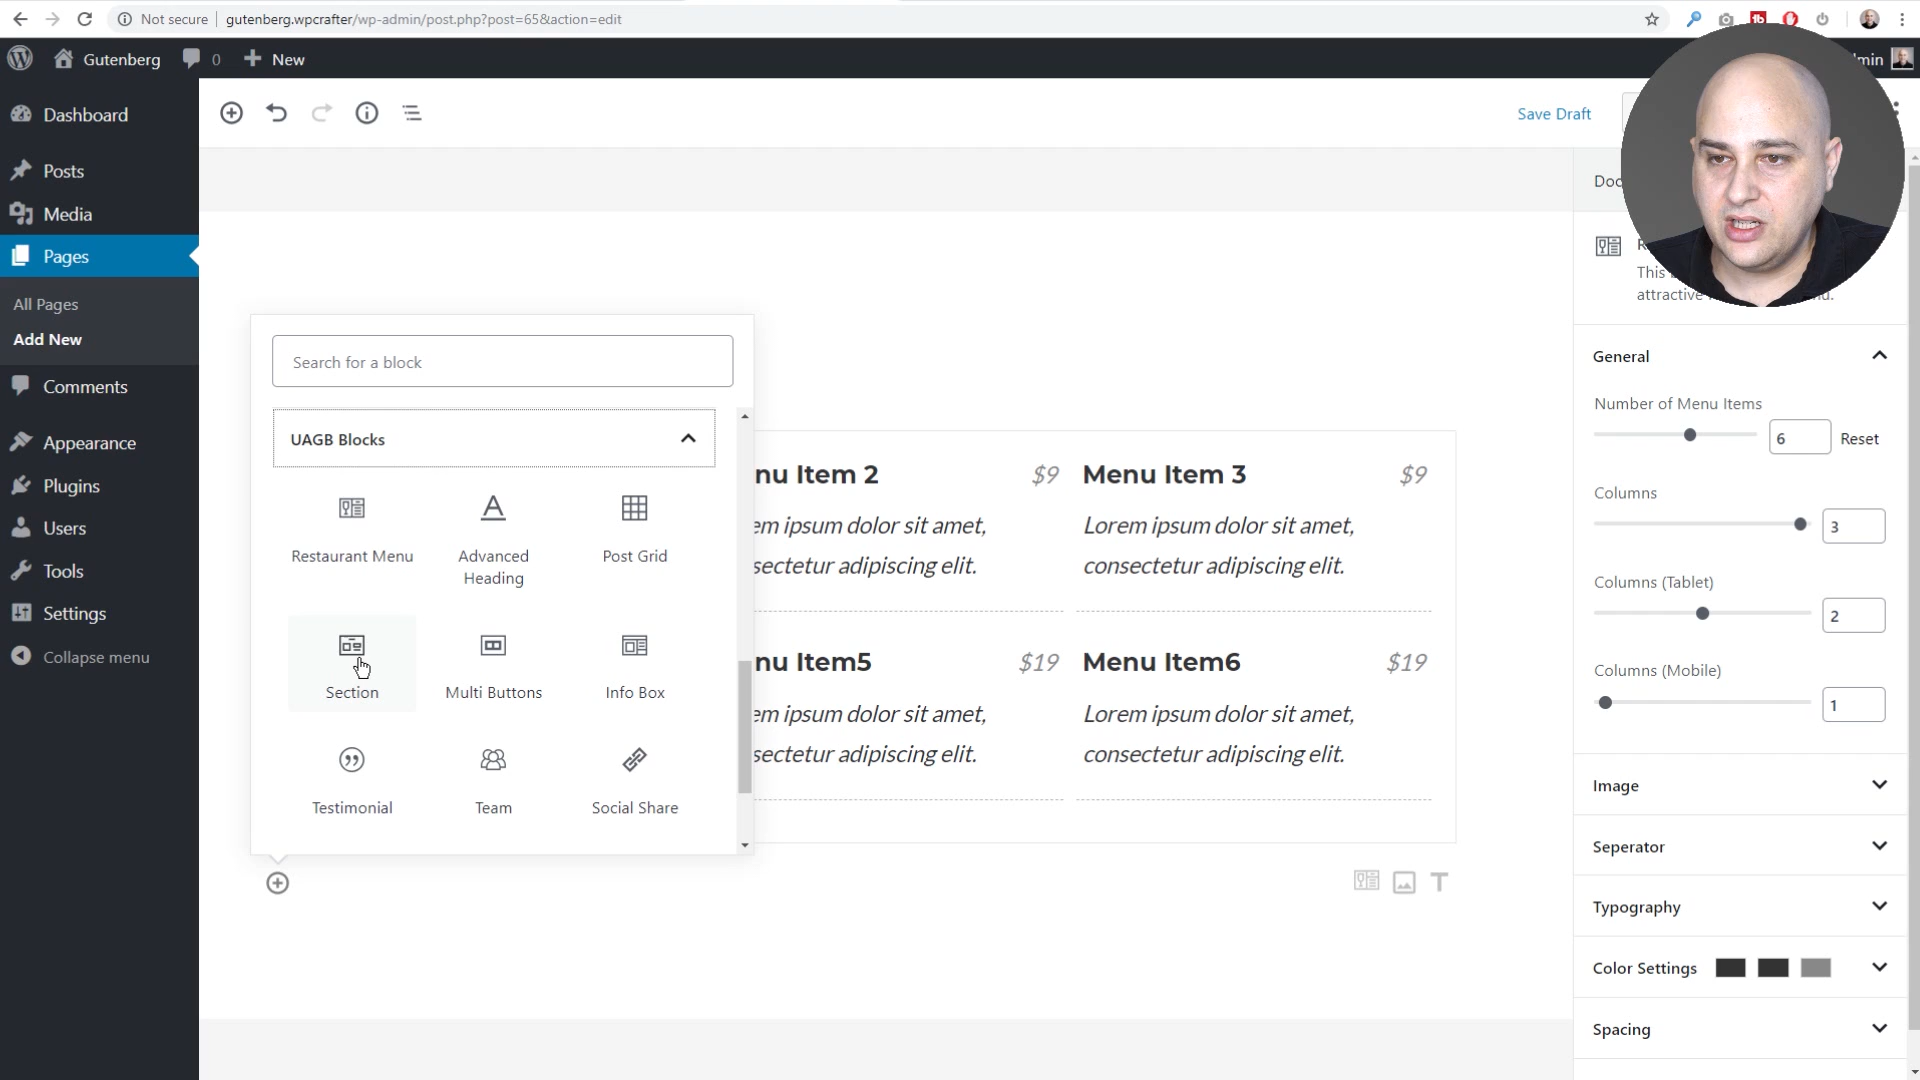 Not secure
gutenberg.wpcrafter/wp-admin/post.php?post=65&action=edit
Gutenberg
0
New
min
Dashboard
Posts
Media
Pages
All Pages
Add New
Comments
Appearance
Plugins
Users
Tools
Settings
Collapse menu
Save Draft
Search for a block
UAGB Blocks
Restaurant Menu
Advanced
Heading
Post Grid
Section
Multi Buttons
Info Box
Testimonial
Team
Social Share
nu Item 2 $9
em ipsum dolor sit amet,
sectetur adipiscing elit.
Menu Item 3 $9
Lorem ipsum dolor sit amet,
consectetur adipiscing elit.
nu Item5 $19
em ipsum dolor sit amet,
sectetur adipiscing elit.
Menu Item6 $19
Lorem ipsum dolor sit amet,
consectetur adipiscing elit.
Doc
This
attractive
General
Number of Menu Items
6 Reset
Columns
3
Columns (Tablet)
2
Columns (Mobile)
1
Image
Seperator
Typography
Color Settings
Spacing